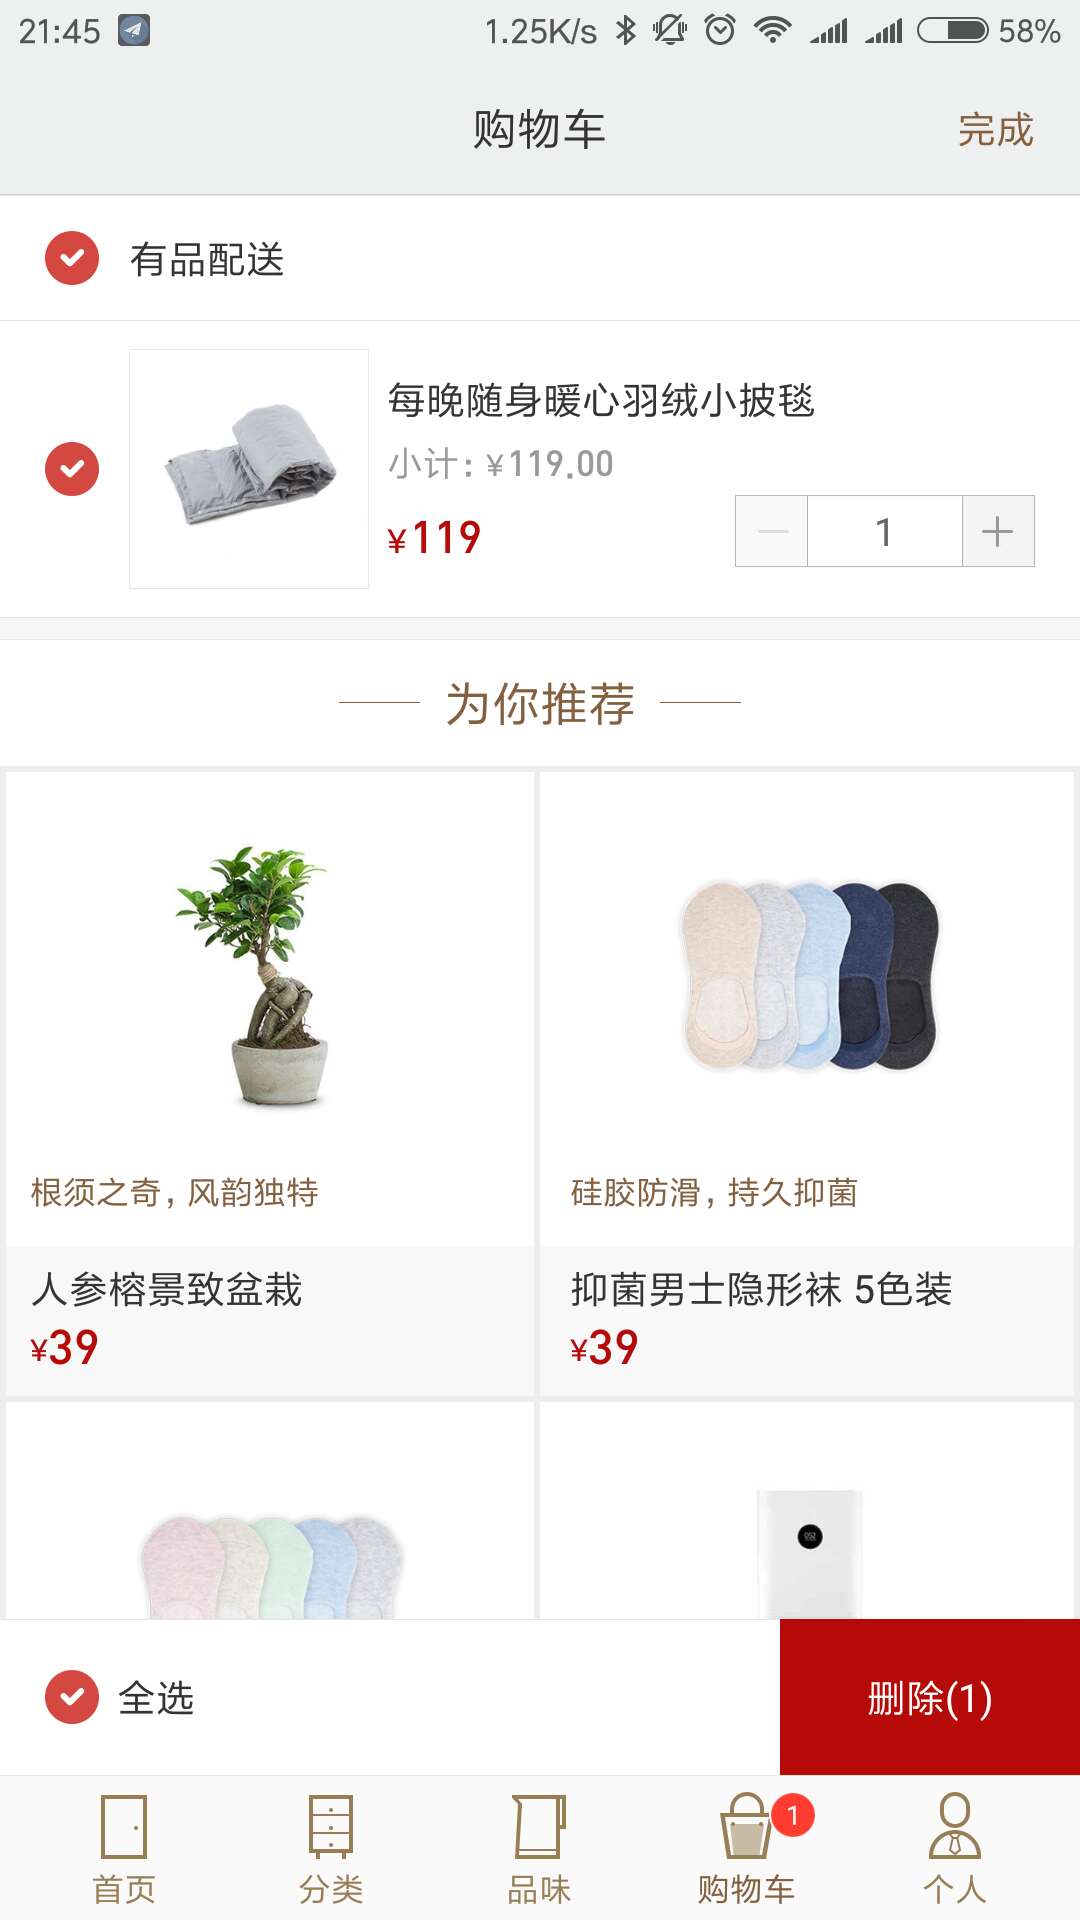 21:45 1.25K/s 58%
购物车 完成
有品配送
每晚随身暖心羽绒小披毯
小计: ¥119.00
¥119
1
为你推荐
根须之奇, 风韵独特
硅胶防滑, 持久抑菌
人参榕景致盆栽
抑菌男士隐形袜 5色装
¥39
¥39
全选 删除(1)
1
首页 分类 品味 购物车 个人